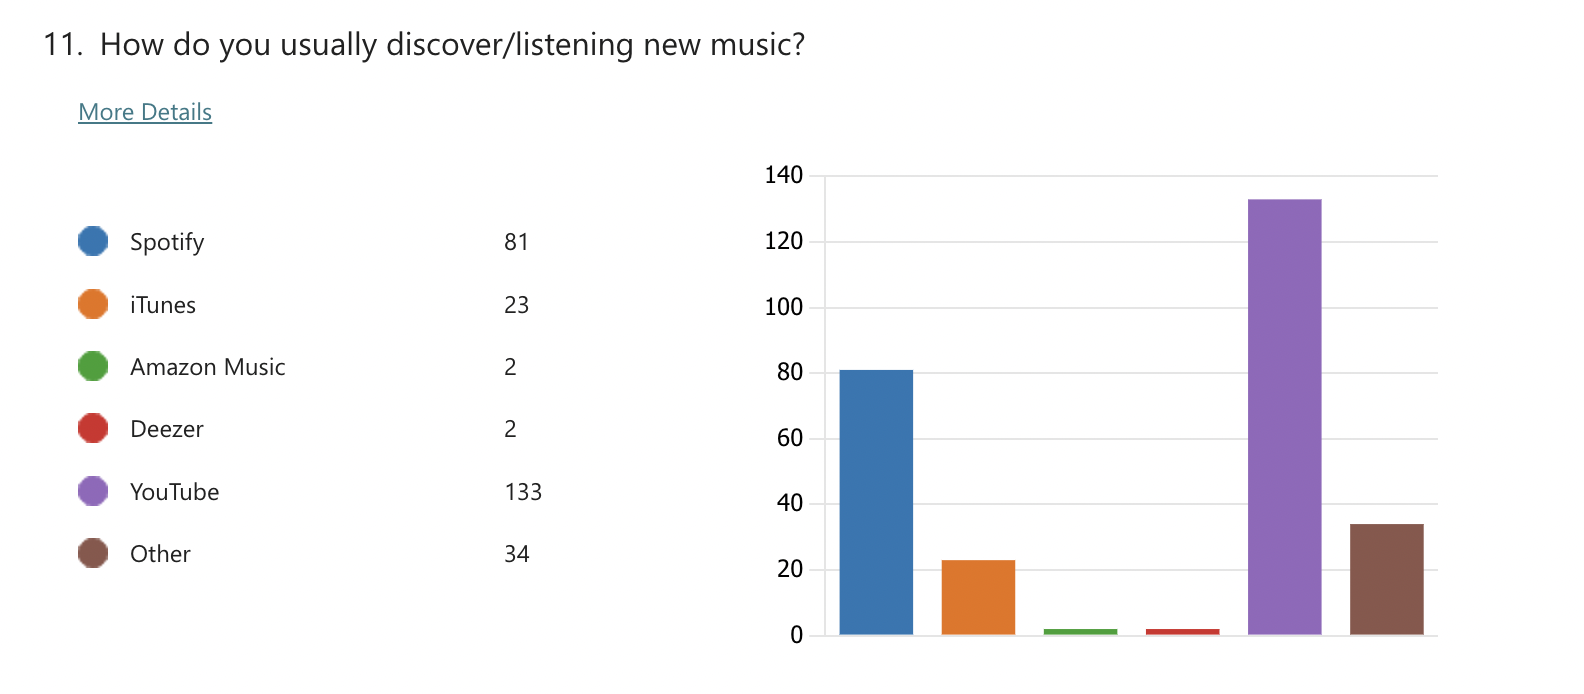 11. How do you usually discover/listening new music?
More Details
Spotify 81
iTunes 23
Amazon Music 2
Deezer 2
YouTube 133
Other 34
140
120
100
80
60
40
20
0